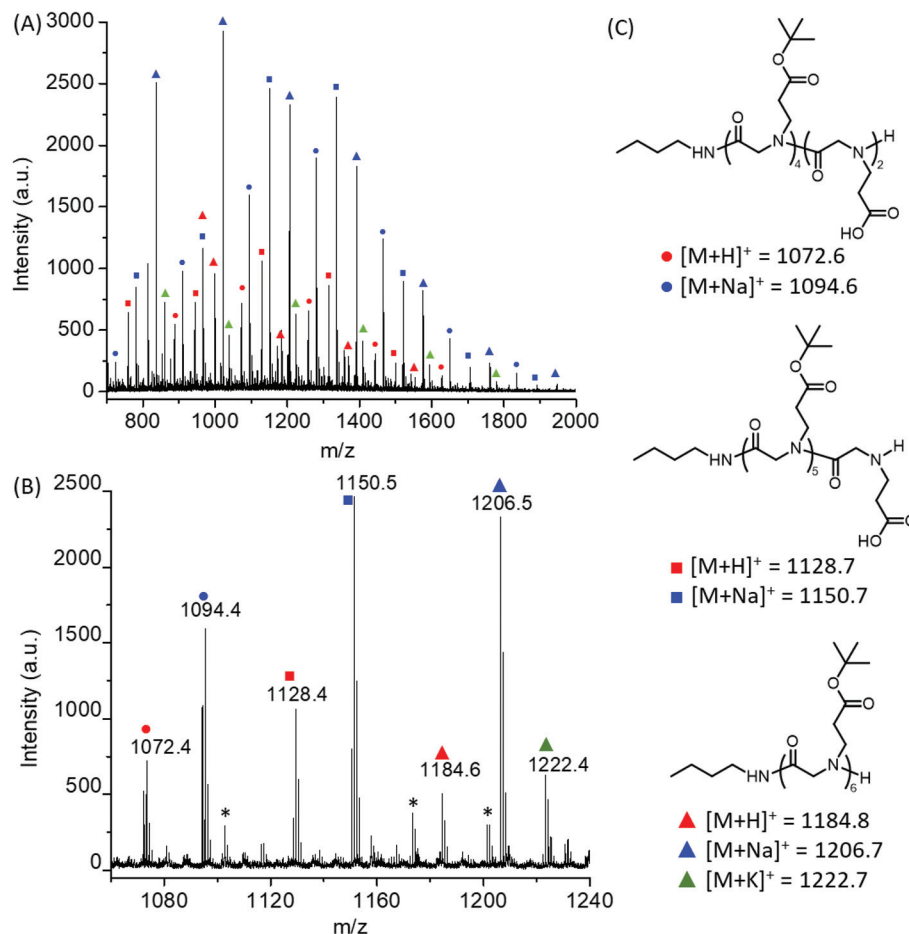 (A)
3000
2500
2000
1500
1000
500
0
Intensity (a.u.)
800 1000 1200 1400 1600 1800 2000
m/z
(B)
2500
2000
1500
1000
500
0
Intensity (a.u.)
1072.4
1094.4
*
1128.4
1150.5
*
1184.6
*
1206.5
1222.4
1080 1120 1160 1200 1240
m/z
(C)
O
O
O
N
O
N
H
NH
4
2
O
HO
[M+H]+ = 1072.6
[M+Na]+ = 1094.6
O
O
O
N
H
N
NH
5
O
O
HO
[M+H]+ = 1128.7
[M+Na]+ = 1150.7
O
O
O
N
H
NH
6
[M+H]+ = 1184.8
[M+Na]+ = 1206.7
[M+K]+ = 1222.7